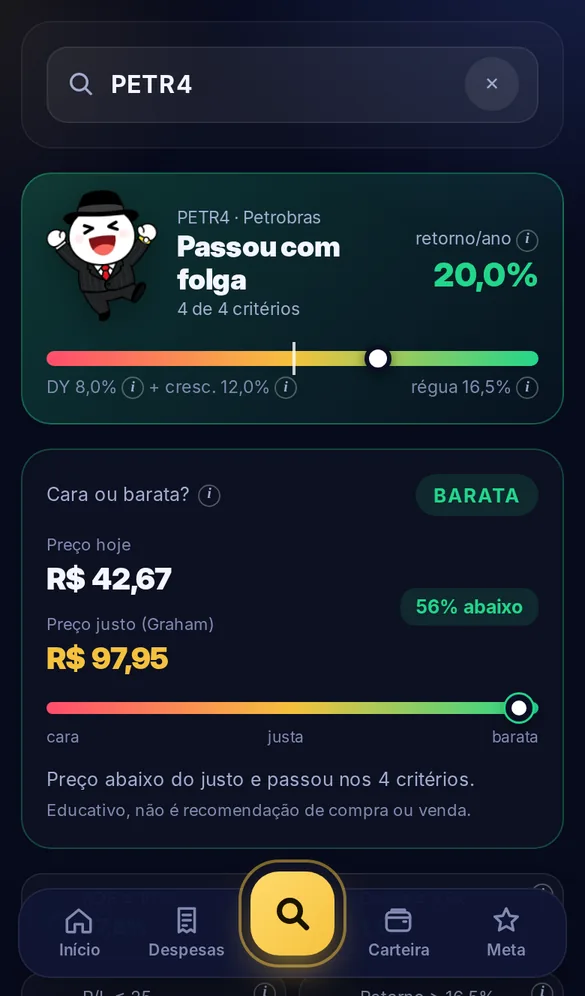 PETR4
PETR4 · Petrobras
Passou com
folga
4 de 4 critérios
retorno/ano i
20,0%
DY 8,0% i + cresc. 12,0% i
régua 16,5% i
Cara ou barata? i
BARATA
Preço hoje
R$ 42,67
56% abaixo
Preço justo (Graham)
R$ 97,95
cara
justa
barata
Preço abaixo do justo e passou nos 4 critérios.
Educativo, não é recomendação de compra ou venda.
Início
Despesas
Carteira
Meta